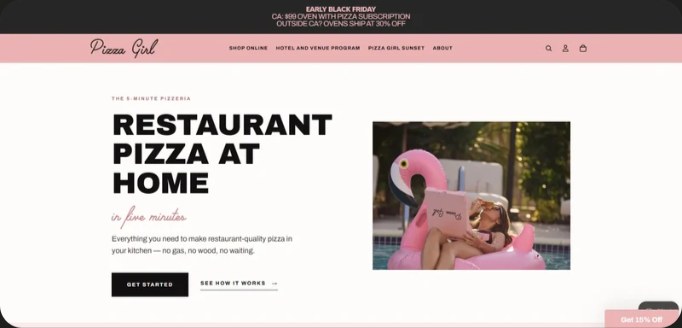 EARLY BLACK FRIDAY
CA: $99 OVEN WITH PIZZA SUBSCRIPTION
OUTSIDE CA? OVENS SHIP AT 30% OFF
Pizza Girl
SHOP ONLINE HOTEL AND VENUE PROGRAM PIZZA GIRL SUNSET ABOUT
THE 5-MINUTE PIZZERIA
RESTAURANT
PIZZA AT
HOME
in five minutes
Everything you need to make restaurant-quality pizza in
your kitchen — no gas, no wood, no waiting.
GET STARTED SEE HOW IT WORKS →
Pizza Girl
Get 15% Off